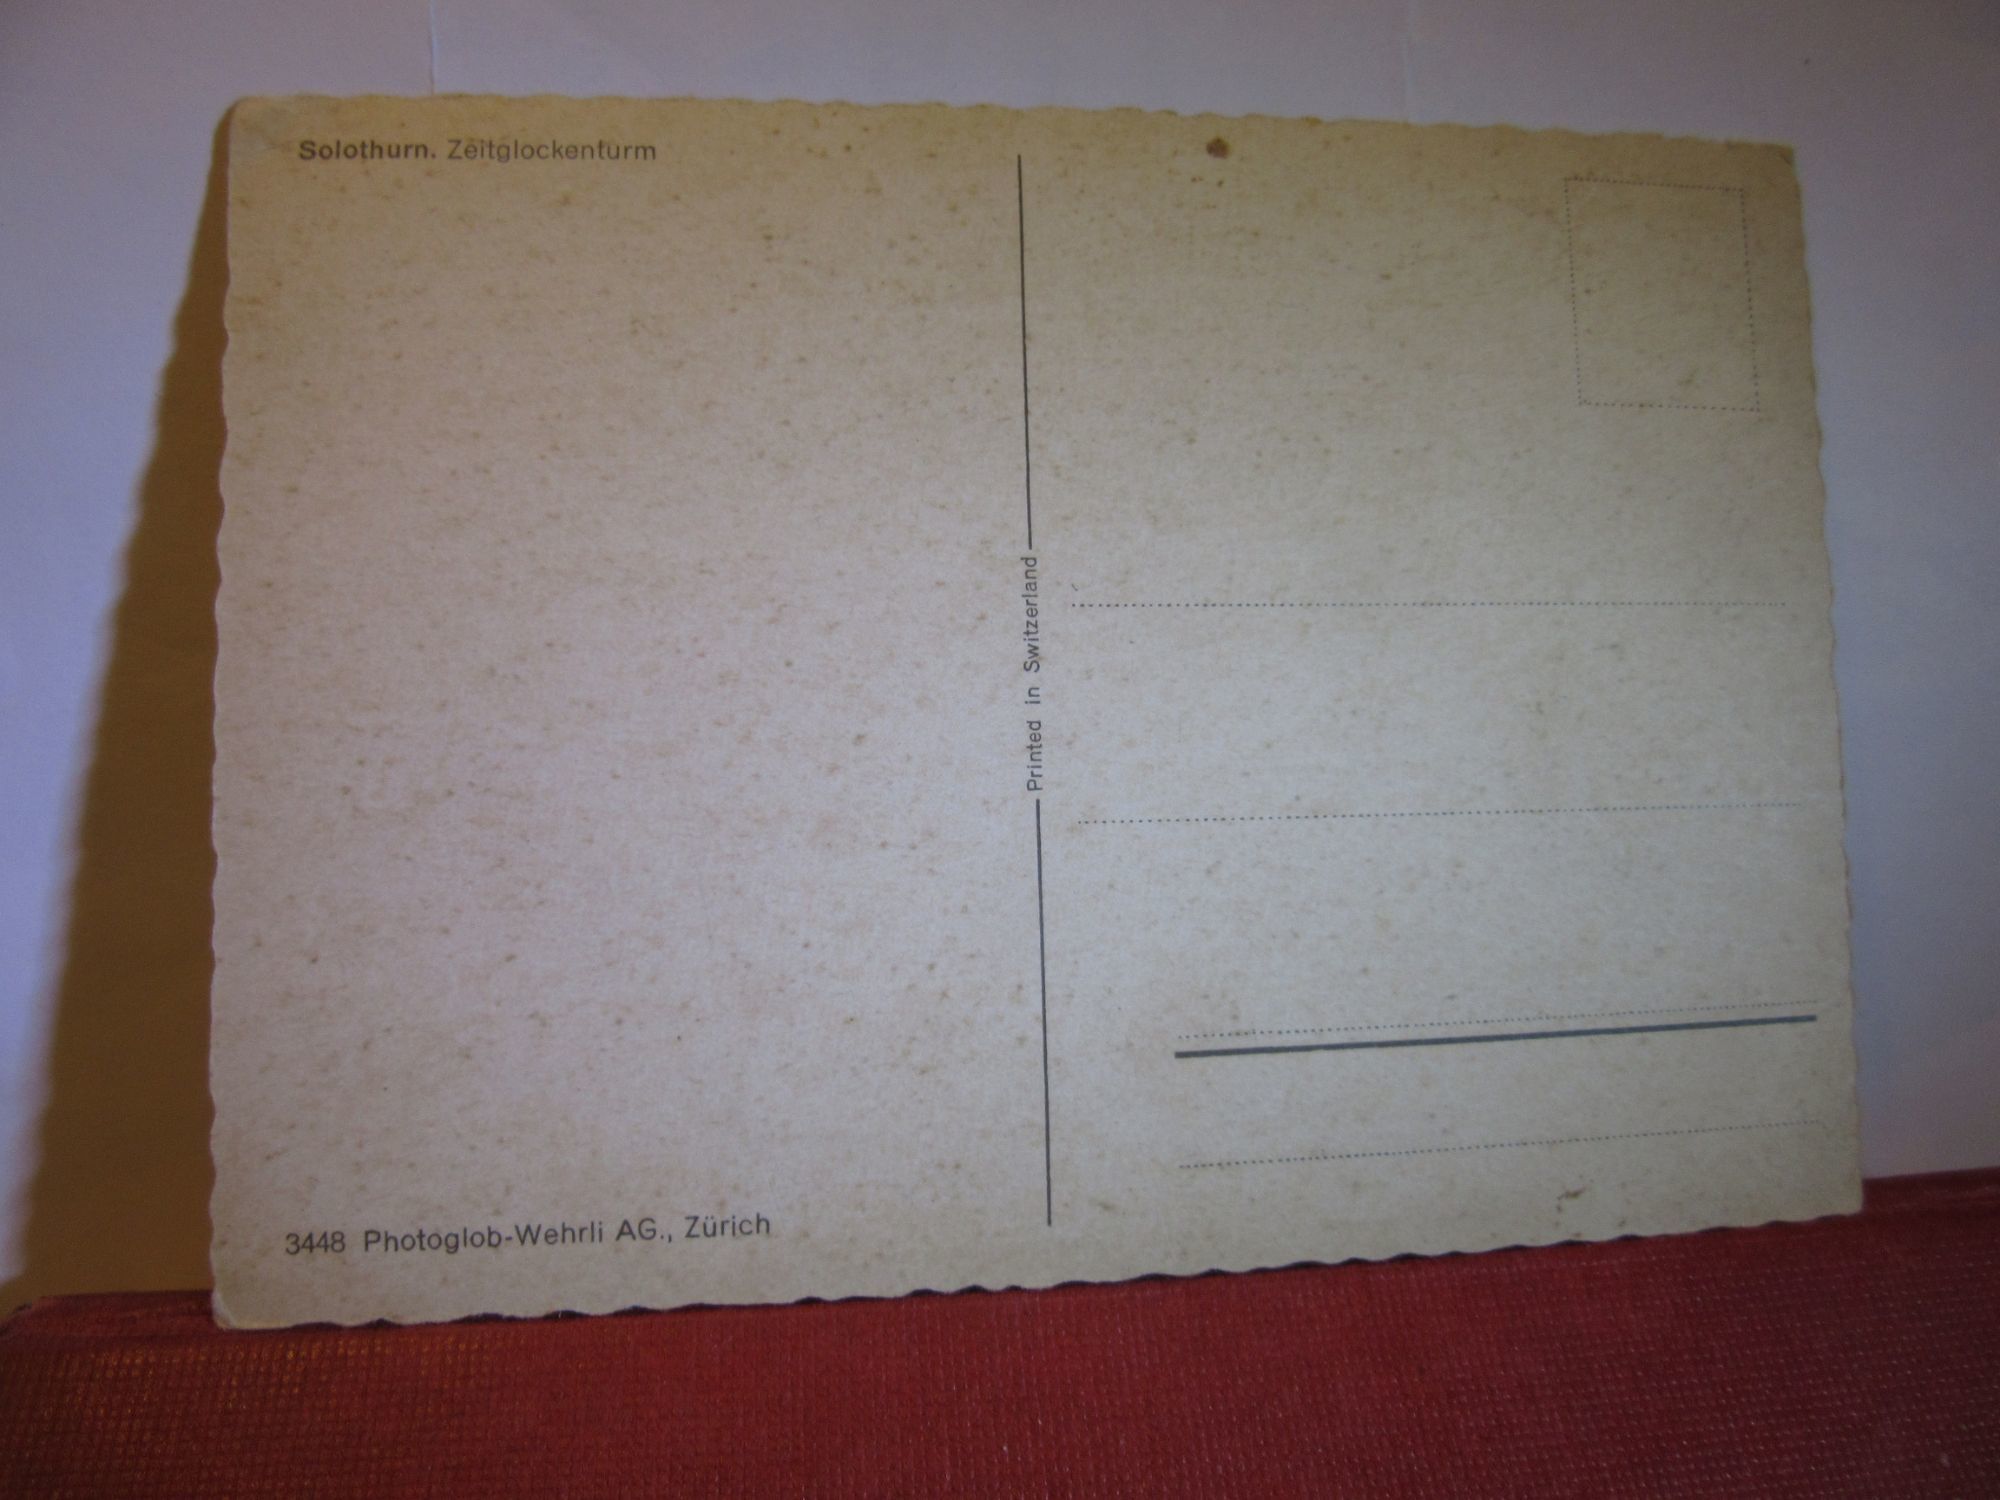 Solothurn. Zeitglockenturm
Printed in Switzerland
3448 Photoglob-Wehrli AG., Zürich